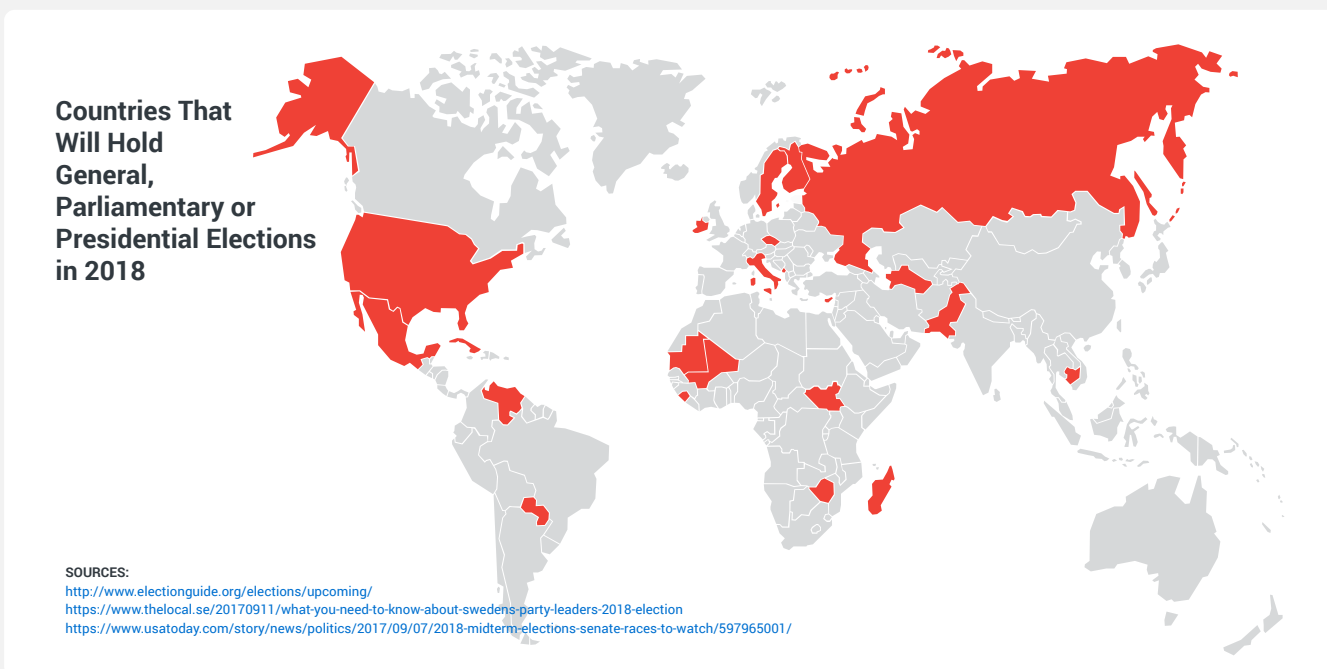 Countries That
Will Hold
General,
Parliamentary or
Presidential Elections
in 2018
SOURCES:
http://www.electionguide.org/elections/upcoming/
https://www.thelocal.se/20170911/what-you-need-to-know-about-swedens-party-leaders-2018-election
https://www.usatoday.com/story/news/politics/2017/09/07/2018-midterm-elections-senate-races-to-watch/597965001/